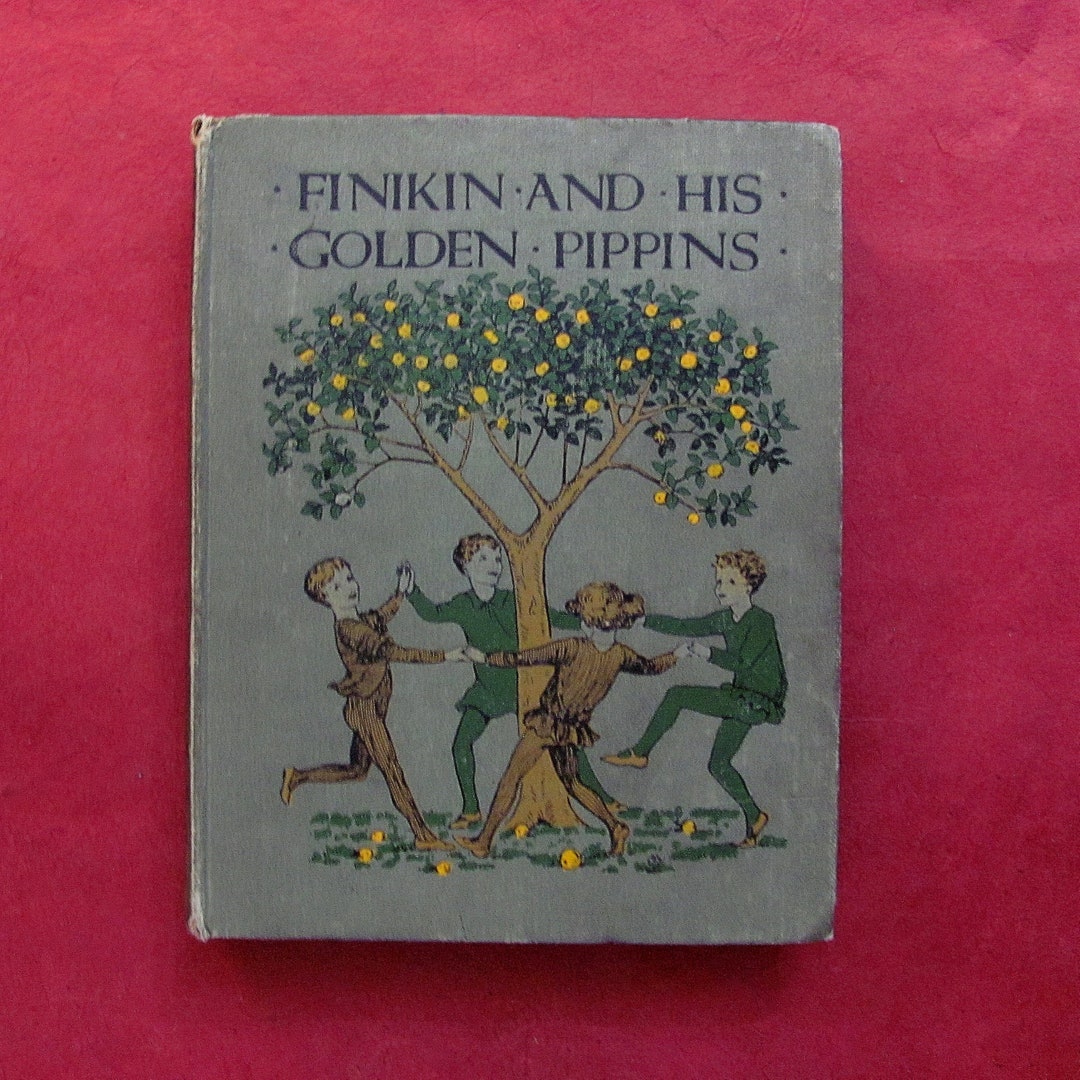 · FINIKIN · AND · HIS ·
· GOLDEN · PIPPINS ·